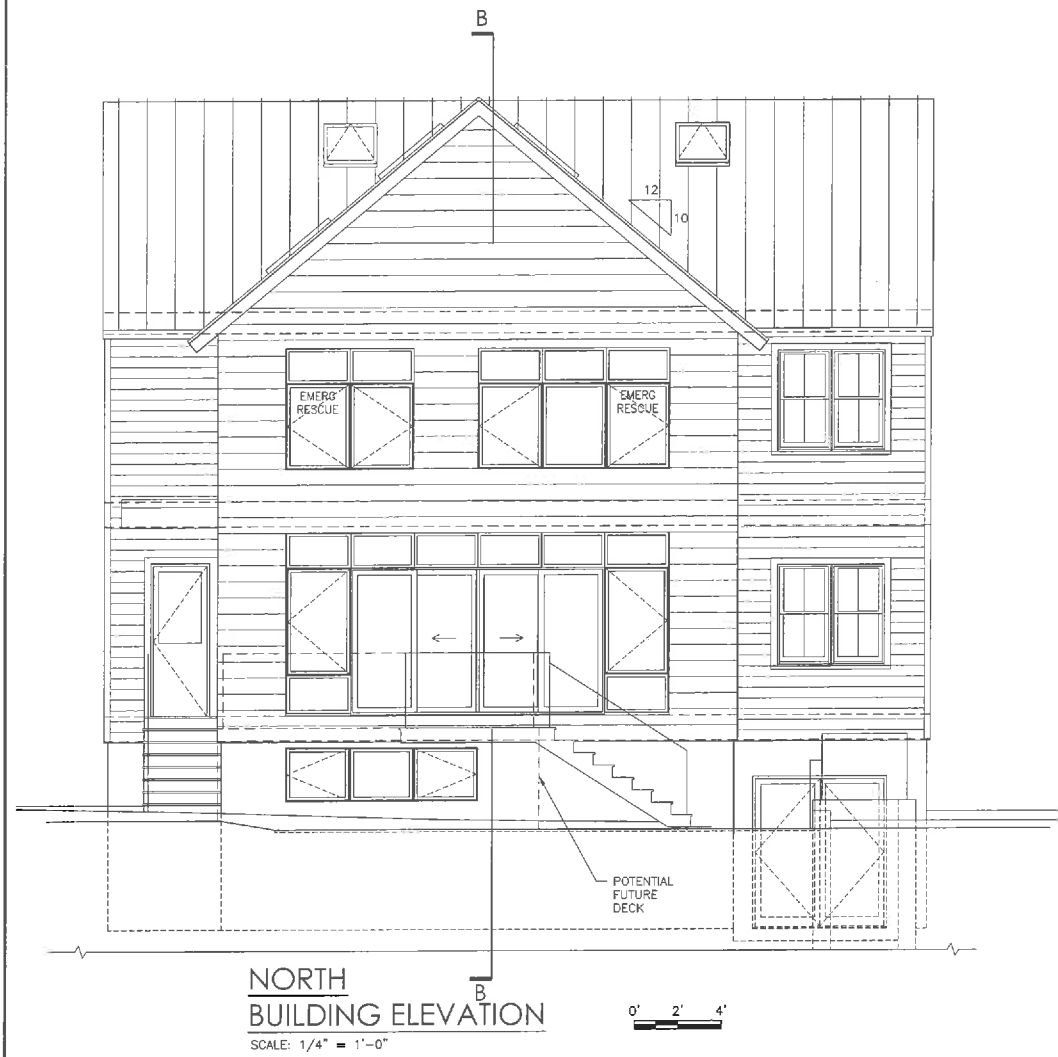 B
12
10
EMERG
RESCUE
EMERG
RESCUE
POTENTIAL
FUTURE
DECK
B
NORTH
BUILDING ELEVATION
SCALE: 1/4" = 1'-0"
0' 2' 4'